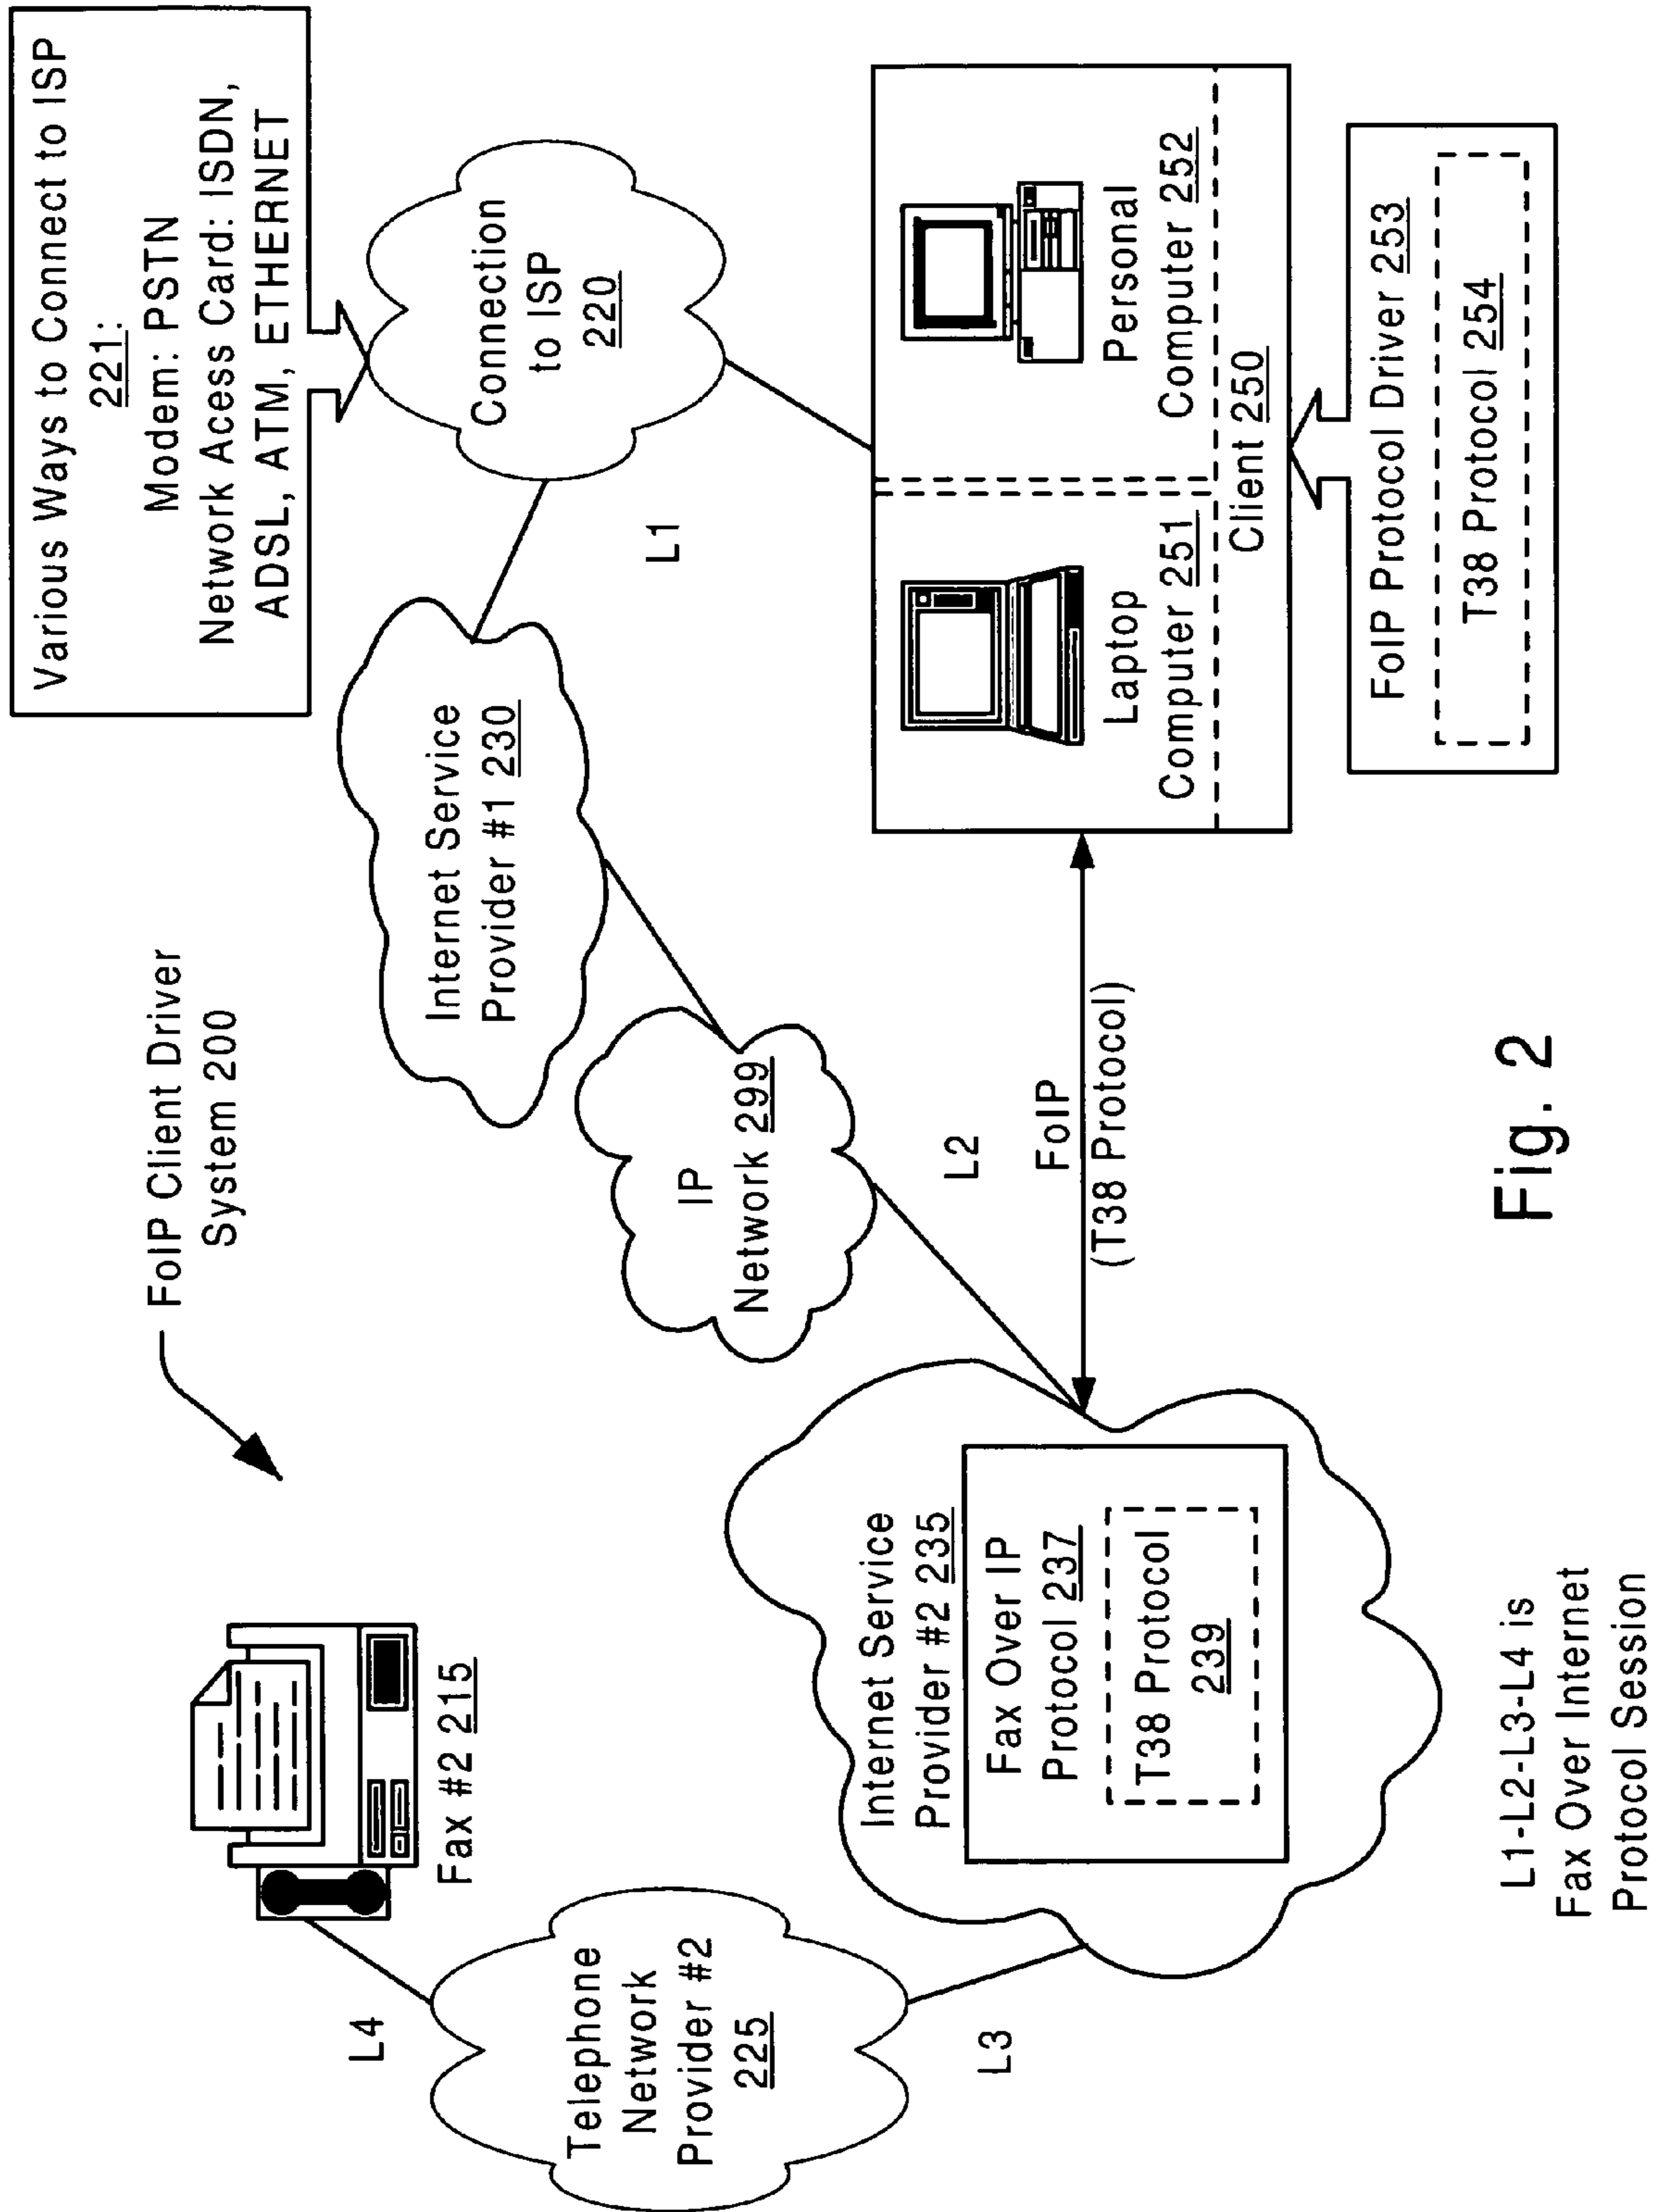 FoIP Client Driver
System 200
Various Ways to Connect to ISP
221:
Modem: PSTN
Network Access Card: ISDN,
ADSL, ATM, ETHERNET
Fax #2 215
L4
Telephone
Network
Provider #2
225
L3
Internet Service
Provider #1 230
Connection
to ISP
220
L1
IP
Network 299
L2
Internet Service
Provider #2 235
Fax Over IP
Protocol 237
T38 Protocol
239
FoIP
(T38 Protocol)
Laptop
Computer 251
Personal
Computer 252
Client 250
FoIP Protocol Driver 253
T38 Protocol 254
L1-L2-L3-L4 is
Fax Over Internet
Protocol Session
Fig. 2